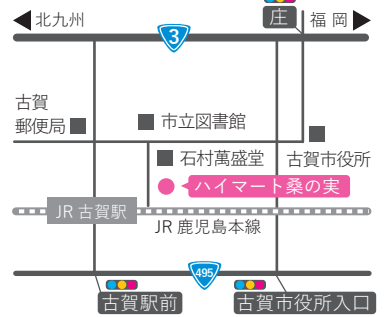 北九州
3
庄
福岡
古賀
郵便局
市立図書館
石村萬盛堂
古賀市役所
ハイマート桑の実
JR 古賀駅
JR 鹿児島本線
495
古賀駅前
古賀市役所入口